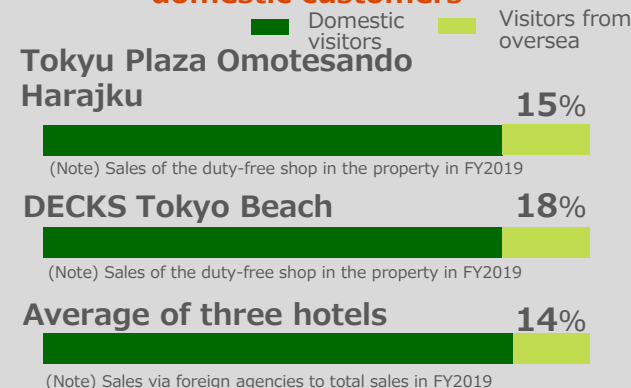 domestic customers
Domestic
visitors
Visitors from
oversea
Tokyu Plaza Omotesando
Harajku
15%
(Note) Sales of the duty-free shop in the property in FY2019
DECKS Tokyo Beach
18%
(Note) Sales of the duty-free shop in the property in FY2019
Average of three hotels
14%
(Note) Sales via foreign agencies to total sales in FY2019